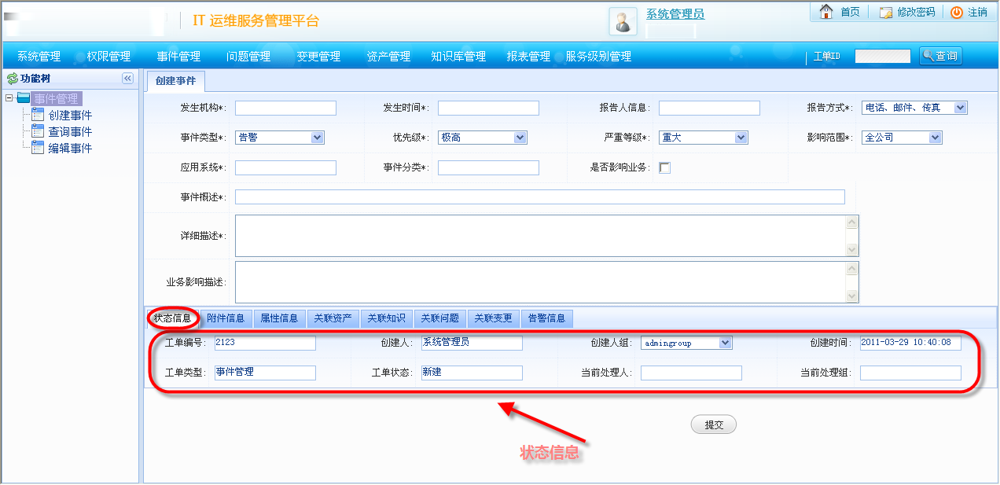 IT 运维服务管理平台
系统管理员
首页 修改密码 注销
系统管理 权限管理 事件管理 问题管理 变更管理 资产管理 知识库管理 报表管理 服务级别管理 工单ID 查询
功能树
事件管理
创建事件
查询事件
编辑事件
创建事件
发生机构*: 发生时间*: 报告人信息: 报告方式*: 电话、邮件、传真
事件类型*: 告警 优先级*: 极高 严重等级*: 重大 影响范围*: 全公司
应用系统*: 事件分类*: 是否影响业务:
事件概述*:
详细描述*:
业务影响描述:
状态信息 附件信息 属性信息 关联资产 关联知识 关联问题 关联变更 告警信息
工单编号: 2123 创建人: 系统管理员 创建人组: admingroup 创建时间: 2011-03-29 10:40:08
工单类型: 事件管理 工单状态: 新建 当前处理人: 当前处理组:
提交
状态信息